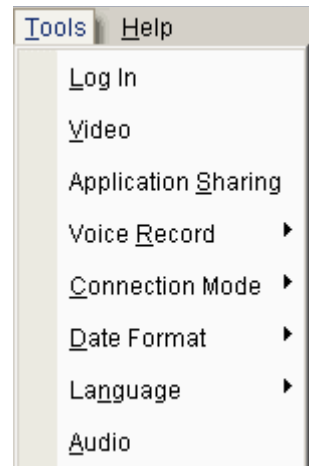 Tools Help
Log In
Video
Application Sharing
Voice Record
Connection Mode
Date Format
Language
Audio